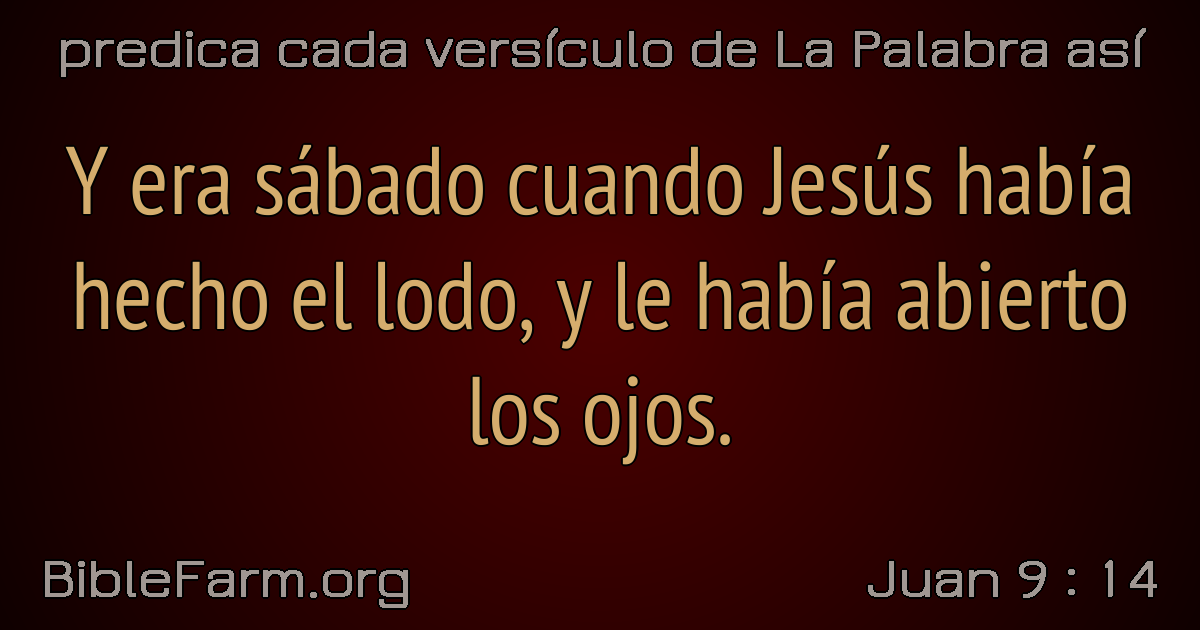 predica cada versículo de La Palabra así
Y era sábado cuando Jesús había
hecho el lodo, y le había abierto
los ojos.
BibleFarm.org
Juan 9 : 14